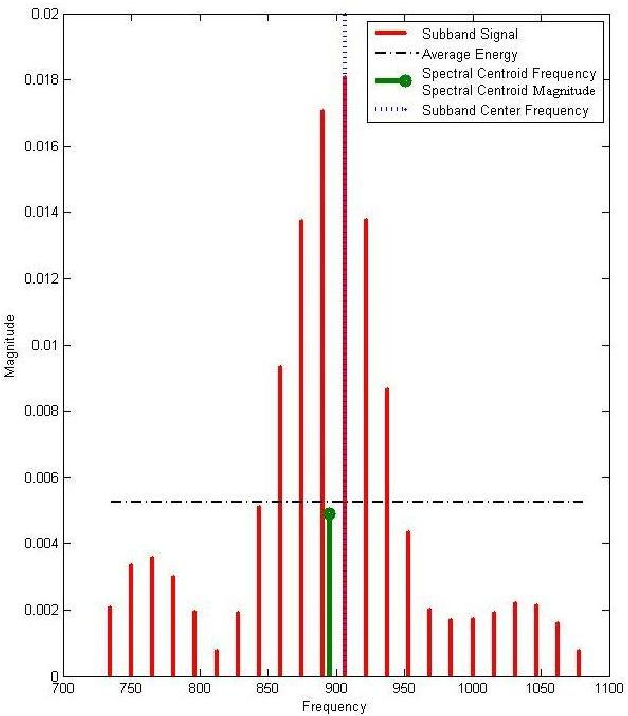 0.02
0.018
0.016
0.014
0.012
0.01
0.008
0.006
0.004
0.002
0
Magnitude
700 750 800 850 900 950 1000 1050 1100
Frequency
Subband Signal
Average Energy
Spectral Centroid Frequency
Spectral Centroid Magnitude
Subband Center Frequency